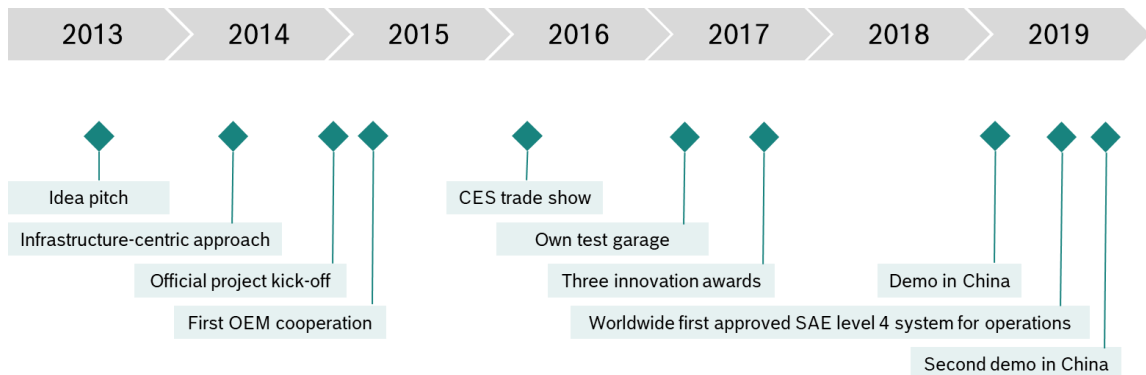 2013
2014
2015
2016
2017
2018
2019
Idea pitch
CES trade show
Infrastructure-centric approach
Own test garage
Official project kick-off
Three innovation awards
Demo in China
First OEM cooperation
Worldwide first approved SAE level 4 system for operations
Second demo in China